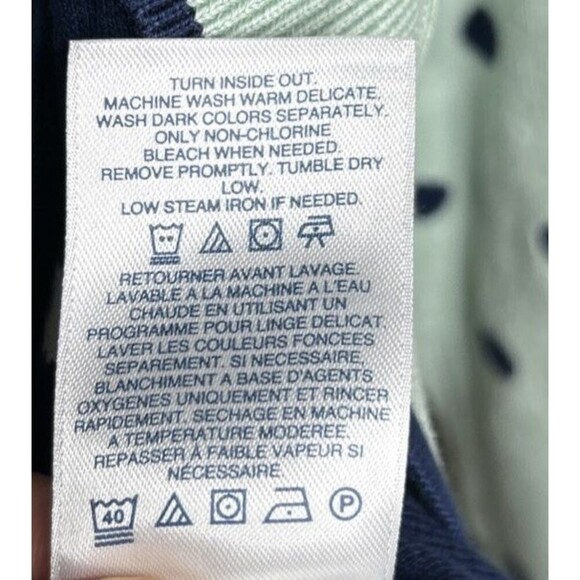 TURN INSIDE OUT.
MACHINE WASH WARM DELICATE.
WASH DARK COLORS SEPARATELY.
ONLY NON-CHLORINE
BLEACH WHEN NEEDED.
REMOVE PROMPTLY. TUMBLE DRY
LOW.
LOW STEAM IRON IF NEEDED.
RETOURNER AVANT LAVAGE.
LAVABLE A LA MACHINE A L'EAU
CHAUDE EN UTILISANT UN
PROGRAMME POUR LINGE DELICAT.
LAVER LES COULEURS FONCEES
SEPAREMENT. SI NECESSAIRE,
BLANCHIMENT A BASE D'AGENTS
OXYGENES UNIQUEMENT ET RINCER
RAPIDEMENT. SECHAGE EN MACHINE
A TEMPERATURE MODEREE.
REPASSER À FAIBLE VAPEUR SI
NÉCESSAIRE.
40 P